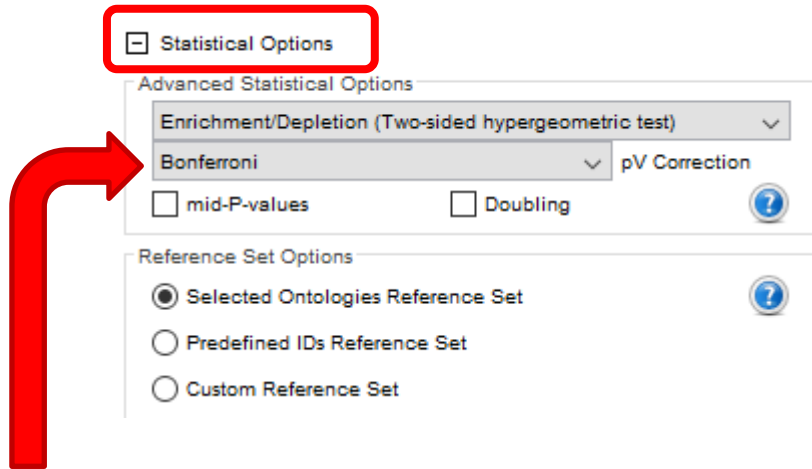 Statistical Options
Advanced Statistical Options
Enrichment/Depletion (Two-sided hypergeometric test)
Bonferroni pV Correction
mid-P-values Doubling
Reference Set Options
Selected Ontologies Reference Set
Predefined IDs Reference Set
Custom Reference Set